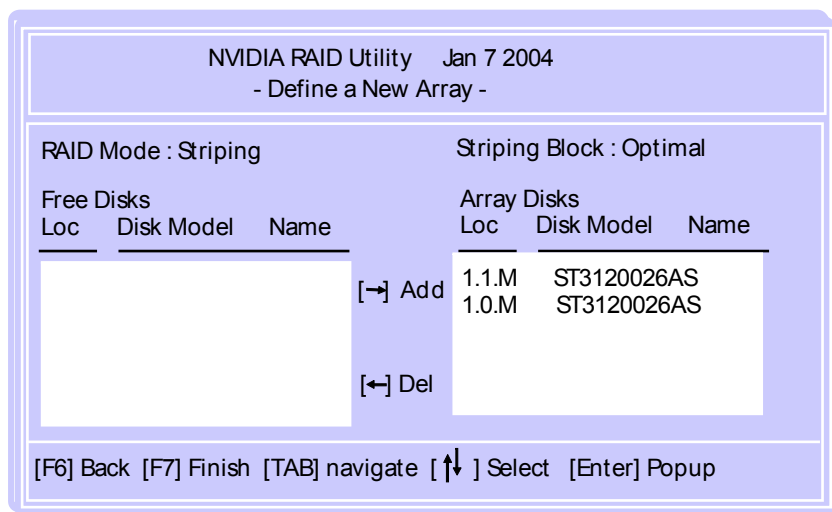 NVIDIA RAID Utility Jan 7 2004
- Define a New Array -
RAID Mode : Striping
Striping Block : Optimal
Free Disks
Loc Disk Model Name
Array Disks
Loc Disk Model Name
[→] Add
[←] Del
1.1.M ST3120026AS
1.0.M ST3120026AS
[F6] Back [F7] Finish [TAB] navigate [↑↓ ] Select [Enter] Popup